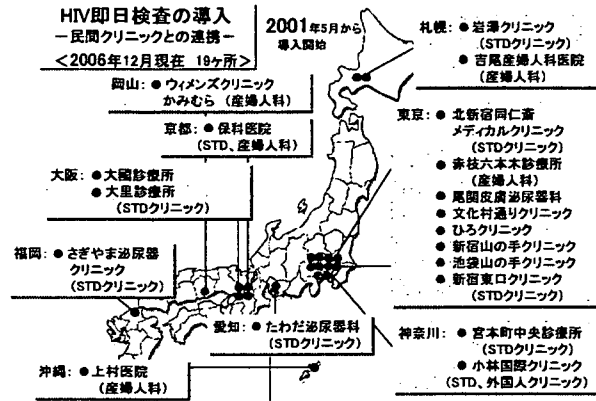 HIV即日検査の導入
－民間クリニックとの連携－
＜2006年12月現在 19ヶ所＞
2001年5月から
導入開始
札幌: ● 岩澤クリニック
(STDクリニック)
● 吉尾産婦人科医院
(産婦人科)
岡山: ● ウィメンズクリニック
かみむら (産婦人科)
京都: ● 保科医院
(STD、産婦人科)
大阪: ● 大國診療所
● 大里診療所
(STDクリニック)
福岡: ● さぎやま泌尿器
クリニック
(STDクリニック)
東京: ● 北新宿同仁斎
メディカルクリニック
(STDクリニック)
● 赤枝六本木診療所
(産婦人科)
● 尾関皮膚泌尿器科
● 文化村通りクリニック
● ひろクリニック
● 新宿山の手クリニック
● 池袋山の手クリニック
● 新宿東口クリニック
(STDクリニック)
愛知: ● たわだ泌尿器科
(STDクリニック)
神奈川: ● 宮本町中央診療所
(STDクリニック)
● 小林国際クリニック
(STD、外国人クリニック)
沖縄: ● 上村医院
(産婦人科)